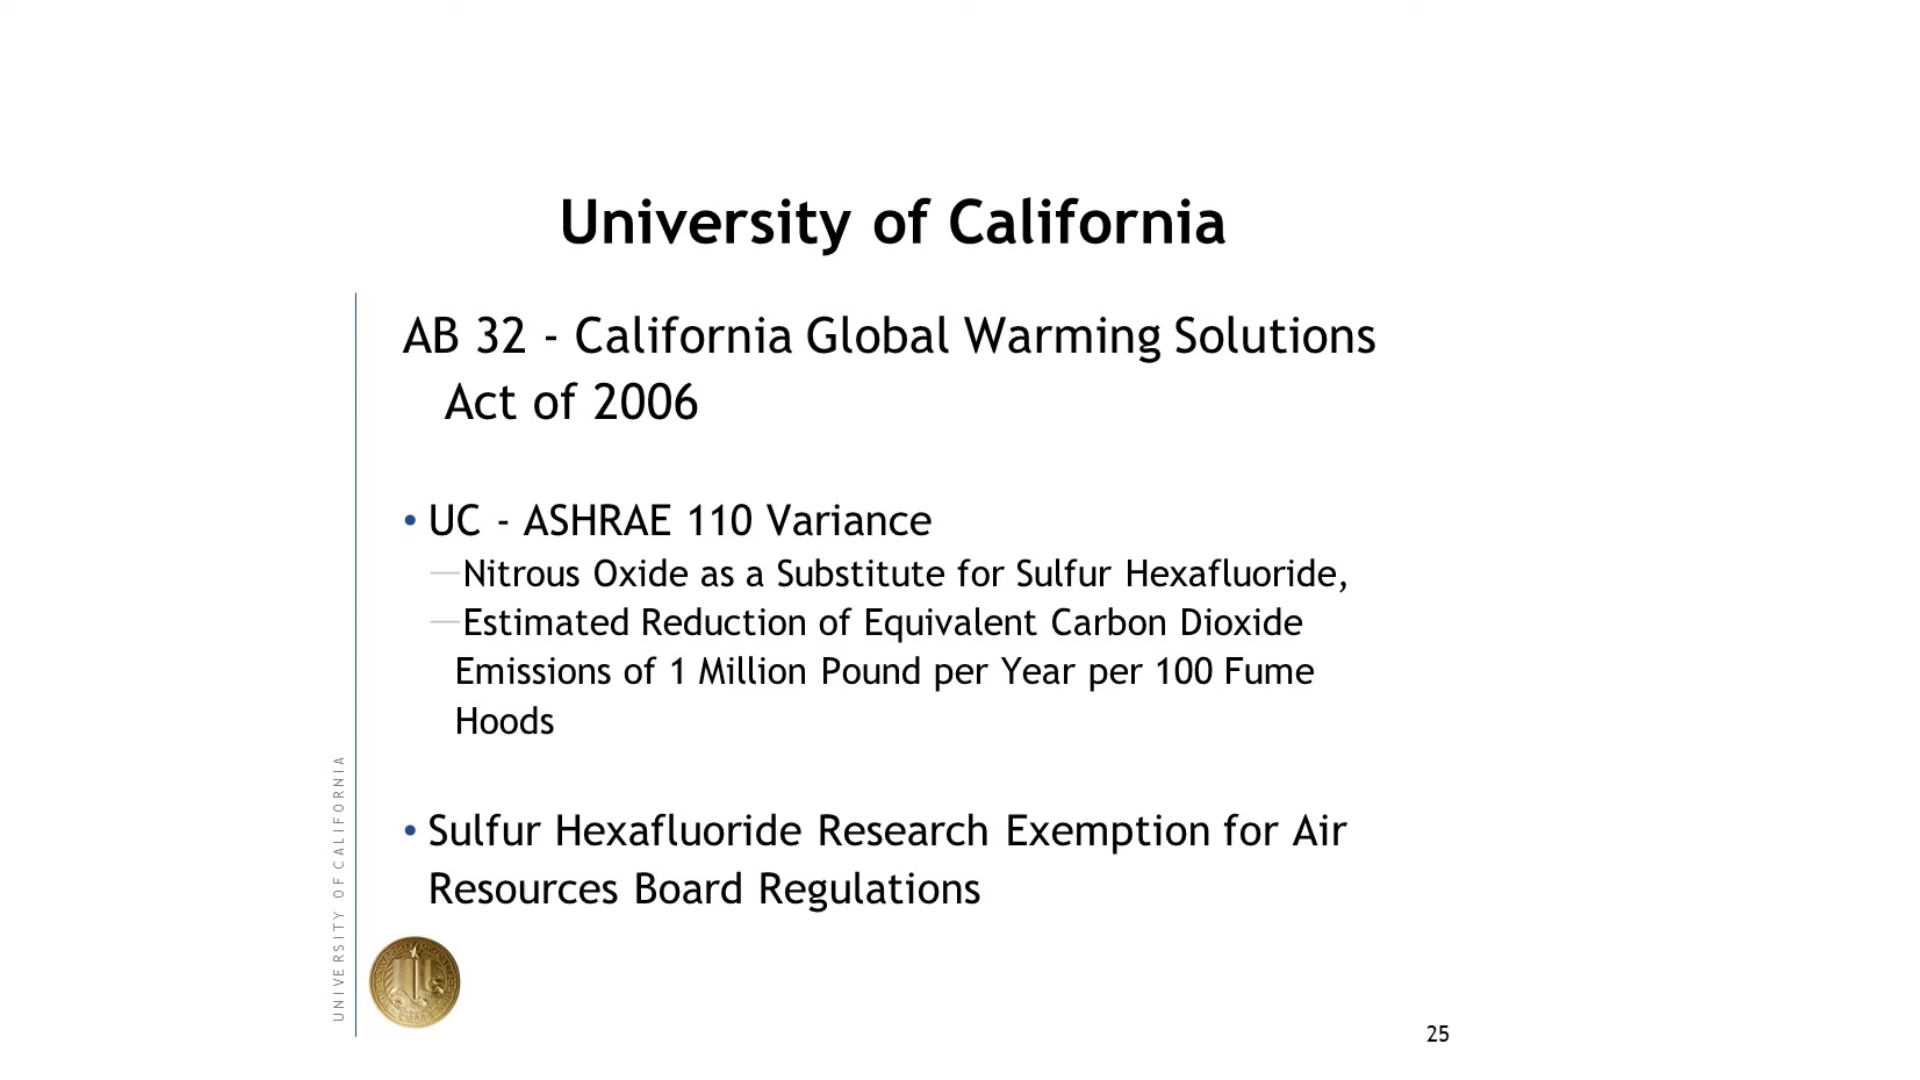 University of California
AB 32 - California Global Warming Solutions
Act of 2006
• UC - ASHRAE 110 Variance
—Nitrous Oxide as a Substitute for Sulfur Hexafluoride,
—Estimated Reduction of Equivalent Carbon Dioxide
Emissions of 1 Million Pound per Year per 100 Fume
Hoods
• Sulfur Hexafluoride Research Exemption for Air
Resources Board Regulations
UNIVERSITY OF CALIFORNIA
25